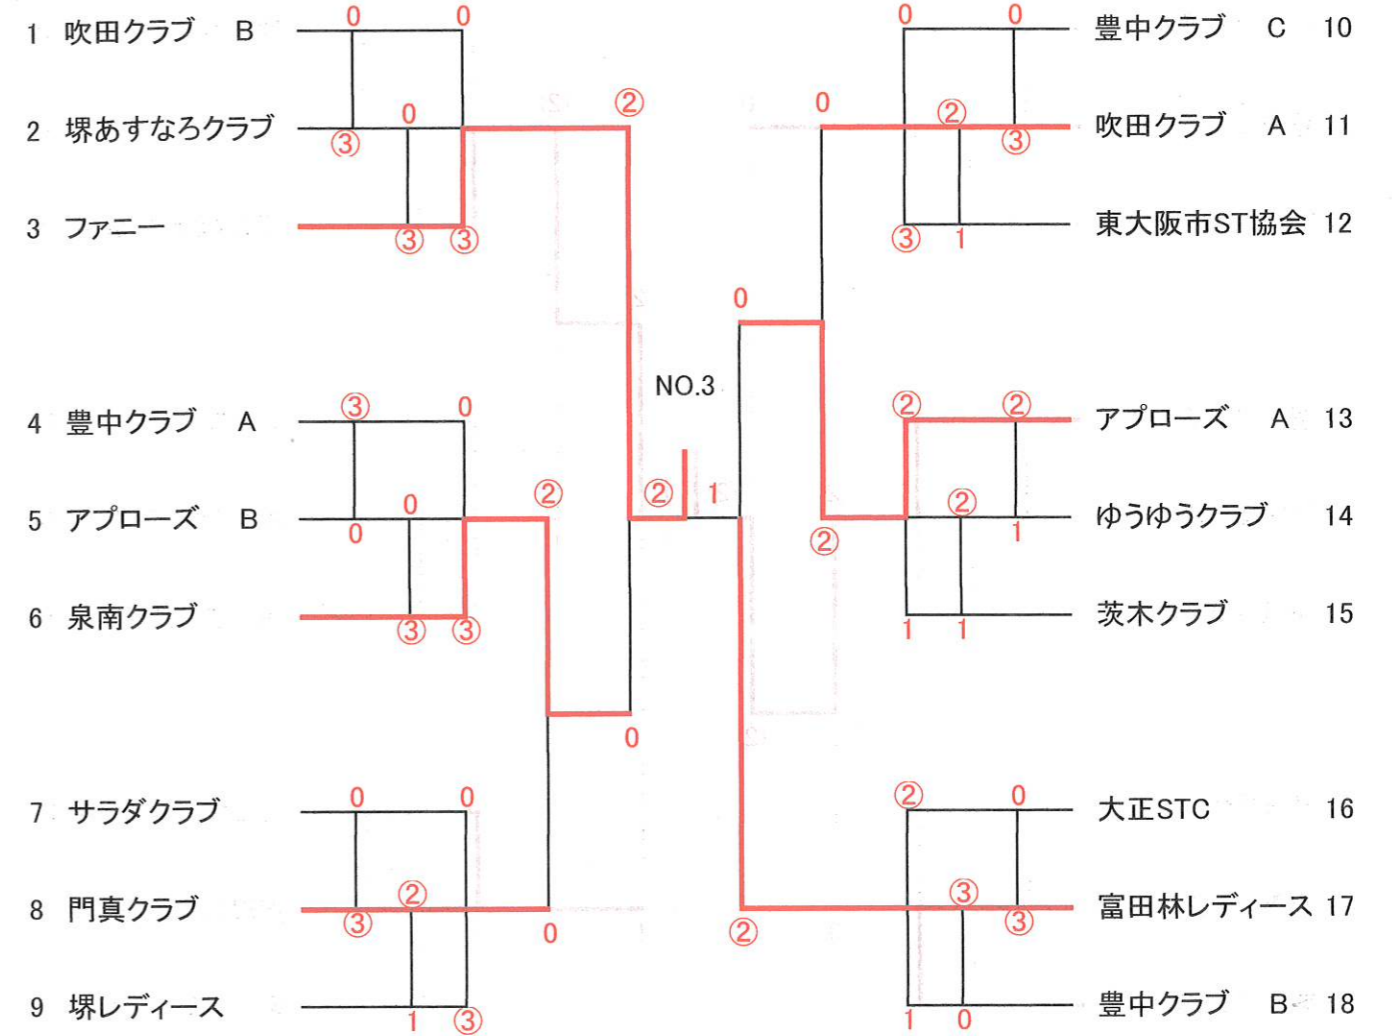 1 吹田クラブ B
0 0
③
2 堺あすなろクラブ
0
3 ファニー
③ ③
②
4 豊中クラブ A
③ 0
5 アプローズ B
0 0
6 泉南クラブ
③ ③
②
0
7 サラダクラブ
0 0
8 門真クラブ
③ ② 0
9 堺レディース
1 ③
NO.3
② 1
0 0
豊中クラブ C 10
0
②
吹田クラブ A 11
③
東大阪市ST協会 12
③ 1
0
② ②
アプローズ A 13
② ②
ゆうゆうクラブ 14
1
茨木クラブ 15
1 1
② 0
大正STC 16
③
富田林レディース 17
② ③
豊中クラブ B 18
1 0